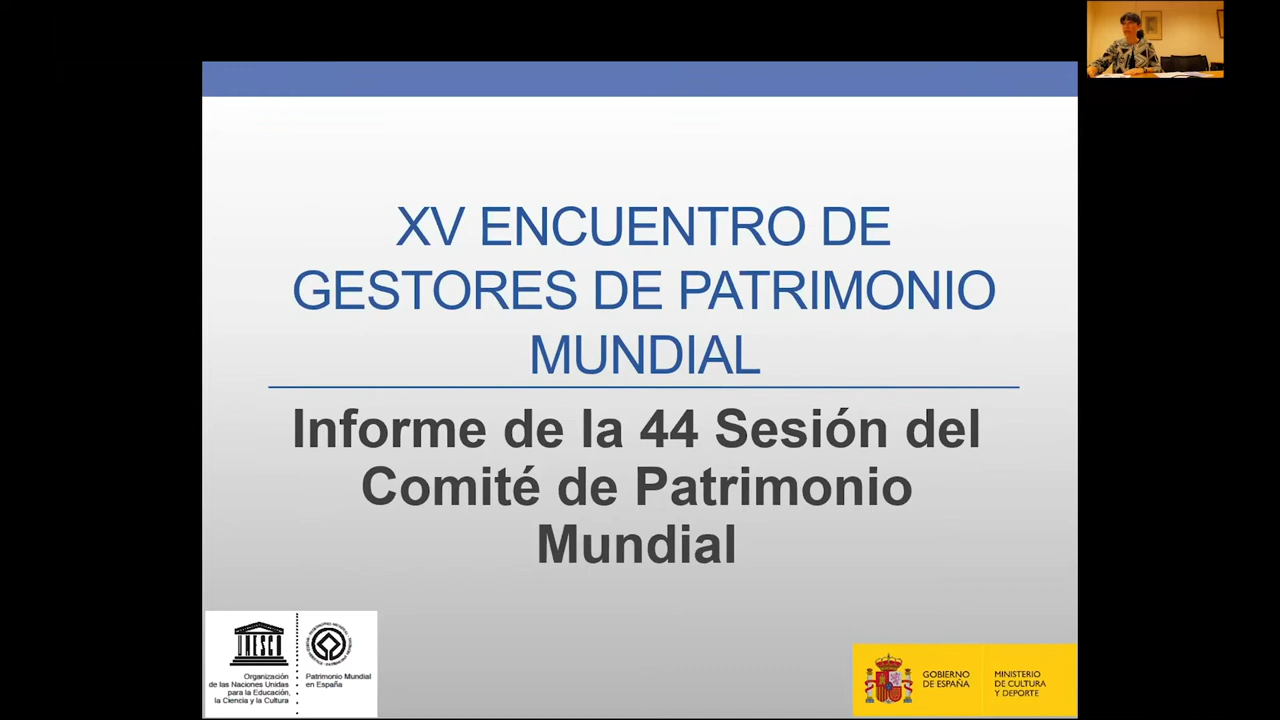 XV ENCUENTRO DE
GESTORES DE PATRIMONIO
MUNDIAL
Informe de la 44 Sesión del
Comité de Patrimonio
Mundial
UNESCO
Organización
de las Naciones Unidas
para la Educación,
la Ciencia y la Cultura
Patrimonio Mundial
en España
GOBIERNO
DE ESPAÑA
MINISTERIO
DE CULTURA
Y DEPORTE